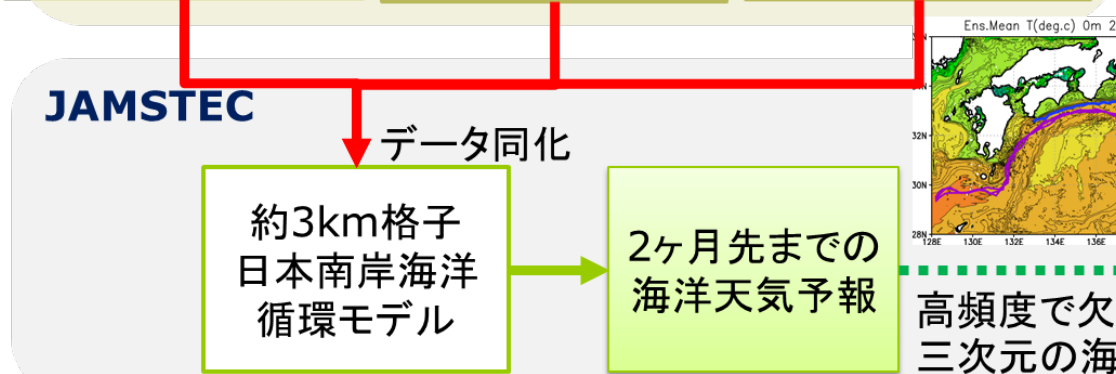 Ens.Mean T(deg.c) 0m 2
JAMSTEC
データ同化
約3km格子
日本南岸海洋
循環モデル
2ヶ月先までの
海洋天気予報
32N
30N
28N
128E 130E 132E 134E 136E
高頻度で欠
三次元の海